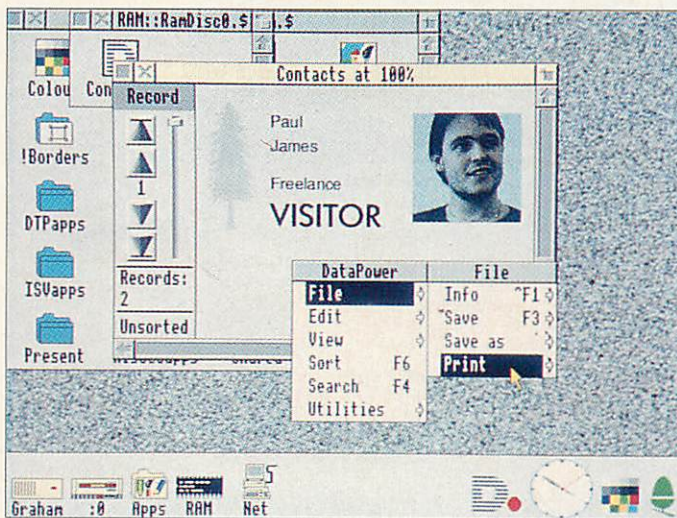 RAM::RamDisc0.$
.$
Contacts at 100%
Colou
Con
Record
!Borders
DTPapps
ISVapps
Present
1
Records:
2
Unsorted
Paul
James
Freelance
VISITOR
DataPower
File
Edit
View
Sort F6
Search F4
Utilities
File
Info ^F1
Save F3
Save as
Print
Graham
:0
Apps
RAM
Net